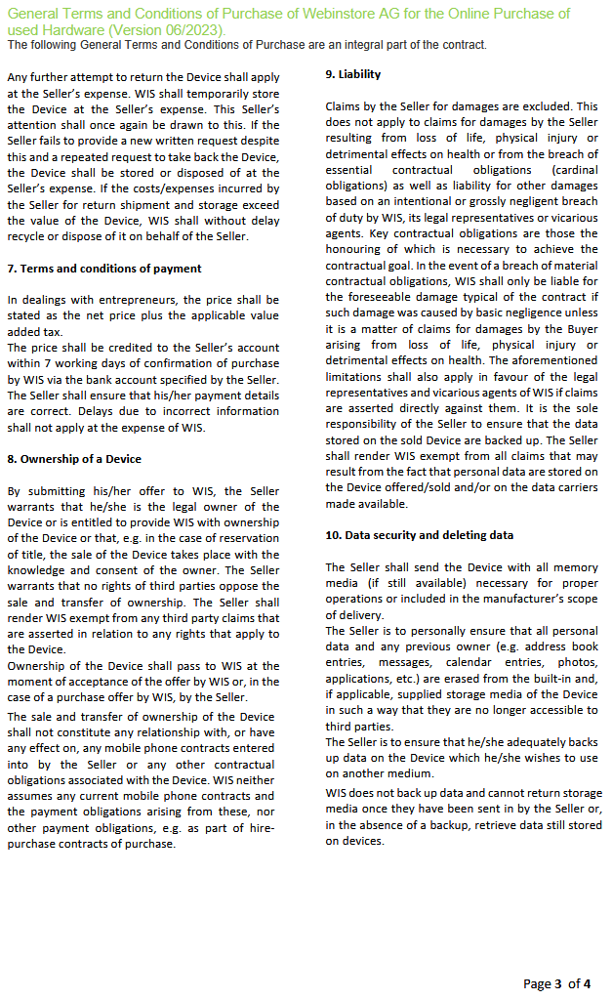 General Terms and Conditions of Purchase of Webinstore AG for the Online Purchase of
used Hardware (Version 06/2023).
The following General Terms and Conditions of Purchase are an integral part of the contract.
Any further attempt to return the Device shall apply
at the Seller's expense. WIS shall temporarily store
the Device at the Seller's expense. This Seller's
attention shall once again be drawn to this. If the
Seller fails to provide a new written request despite
this and a repeated request to take back the Device,
the Device shall be stored or disposed of at the
Seller's expense. If the costs/expenses incurred by
the Seller for return shipment and storage exceed
the value of the Device, WIS shall without delay
recycle or dispose of it on behalf of the Seller.
7. Terms and conditions of payment
In dealings with entrepreneurs, the price shall be
stated as the net price plus the applicable value
added tax.
The price shall be credited to the Seller's account
within 7 working days of confirmation of purchase
by WIS via the bank account specified by the Seller.
The Seller shall ensure that his/her payment details
are correct. Delays due to incorrect information
shall not apply at the expense of WIS.
8. Ownership of a Device
By submitting his/her offer to WIS, the Seller
warrants that he/she is the legal owner of the
Device or is entitled to provide WIS with ownership
of the Device or that, e.g. in the case of reservation
of title, the sale of the Device takes place with the
knowledge and consent of the owner. The Seller
warrants that no rights of third parties oppose the
sale and transfer of ownership. The Seller shall
render WIS exempt from any third party claims that
are asserted in relation to any rights that apply to
the Device.
Ownership of the Device shall pass to WIS at the
moment of acceptance of the offer by WIS or, in the
case of a purchase offer by WIS, by the Seller.
The sale and transfer of ownership of the Device
shall not constitute any relationship with, or have
any effect on, any mobile phone contracts entered
into by the Seller or any other contractual
obligations associated with the Device. WIS neither
assumes any current mobile phone contracts and
the payment obligations arising from these, nor
other payment obligations, e.g. as part of hire-
purchase contracts of purchase.
9. Liability
Claims by the Seller for damages are excluded. This
does not apply to claims for damages by the Seller
resulting from loss of life, physical injury or
detrimental effects on health or from the breach of
essential contractual obligations (cardinal
obligations) as well as liability for other damages
based on an intentional or grossly negligent breach
of duty by WIS, its legal representatives or vicarious
agents. Key contractual obligations are those the
honouring of which is necessary to achieve the
contractual goal. In the event of a breach of material
contractual obligations, WIS shall only be liable for
the foreseeable damage typical of the contract if
such damage was caused by basic negligence unless
it is a matter of claims for damages by the Buyer
arising from loss of life, physical injury or
detrimental effects on health. The aforementioned
limitations shall also apply in favour of the legal
representatives and vicarious agents of WIS if claims
are asserted directly against them. It is the sole
responsibility of the Seller to ensure that the data
stored on the sold Device are backed up. The Seller
shall render WIS exempt from all claims that may
result from the fact that personal data are stored on
the Device offered/sold and/or on the data carriers
made available.
10. Data security and deleting data
The Seller shall send the Device with all memory
media (if still available) necessary for proper
operations or included in the manufacturer's scope
of delivery.
The Seller is to personally ensure that all personal
data and any previous owner (e.g. address book
entries, messages, calendar entries, photos,
applications, etc.) are erased from the built-in and,
if applicable, supplied storage media of the Device
in such a way that they are no longer accessible to
third parties.
The Seller is to ensure that he/she adequately backs
up data on the Device which he/she wishes to use
on another medium.
WIS does not back up data and cannot return storage
media once they have been sent in by the Seller or,
in the absence of a backup, retrieve data still stored
on devices.
Page 3 of 4